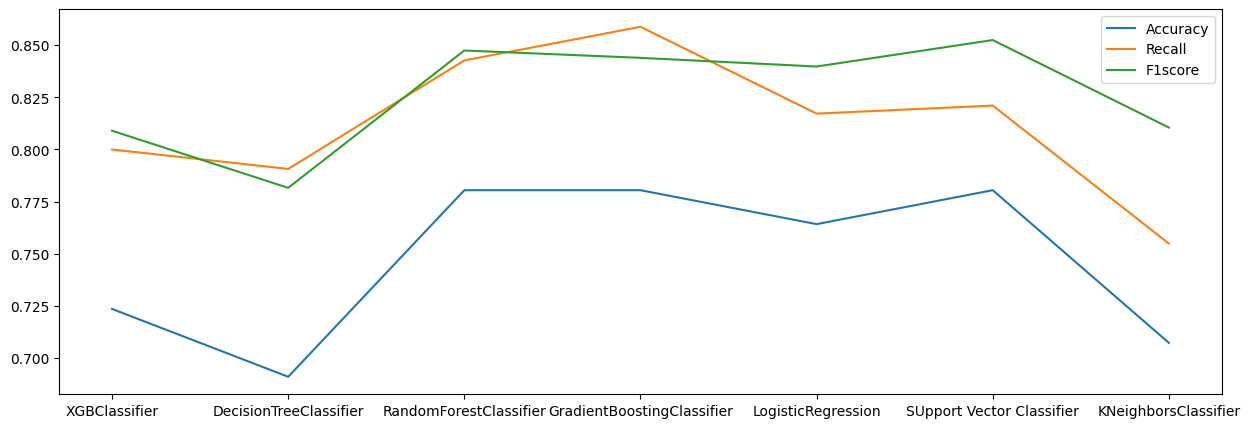 0.850
0.825
0.800
0.775
0.750
0.725
0.700
Accuracy
Recall
F1score
XGBClassifier DecisionTreeClassifier RandomForestClassifier GradientBoostingClassifier LogisticRegression SUpport Vector Classifier KNeighborsClassifier